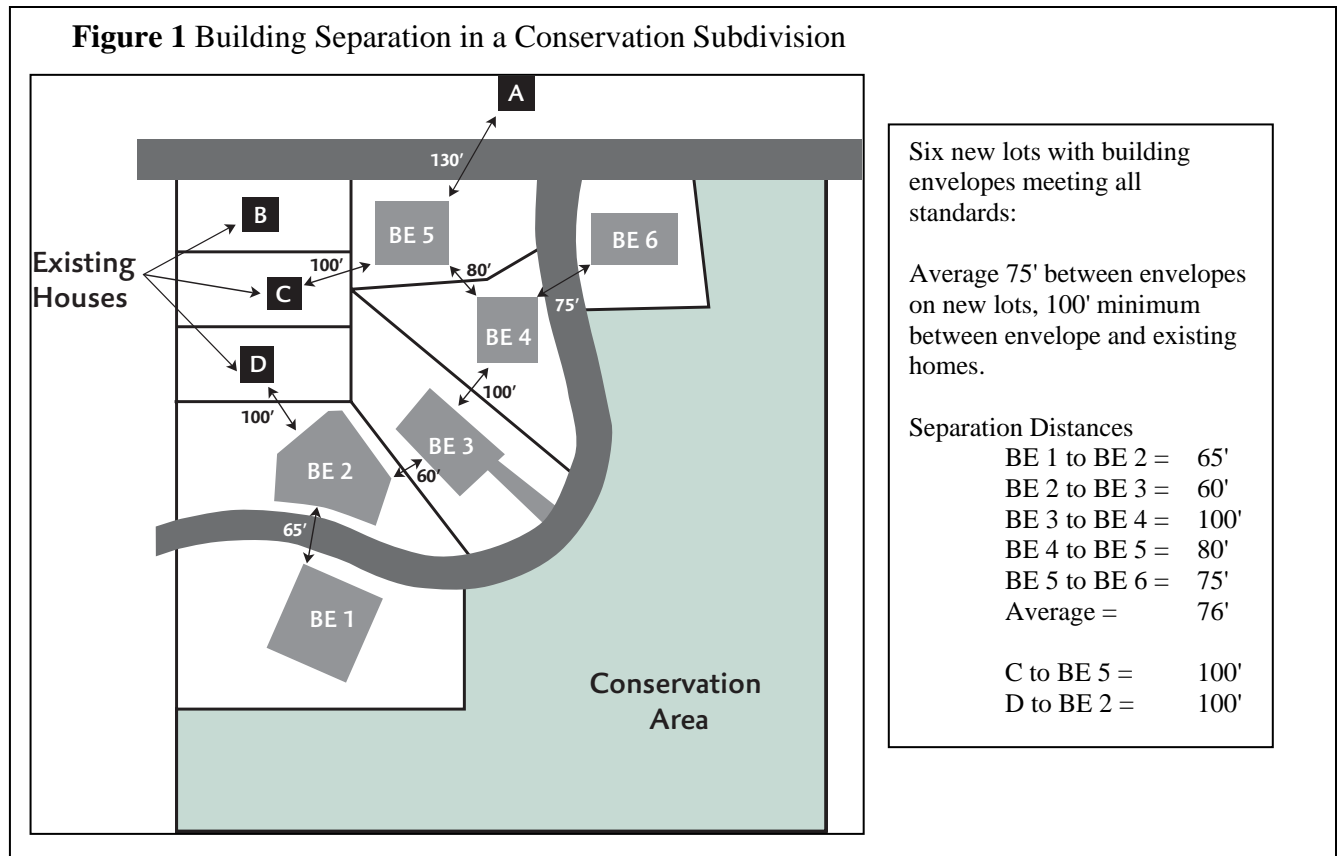 Figure 1 Building Separation in a Conservation Subdivision
A
130'
B
BE 5
BE 6
Existing
Houses
100'
80'
C
75'
BE 4
D
100'
100'
BE 3
BE 2
60'
65'
BE 1
Conservation
Area
Six new lots with building
envelopes meeting all
standards:
Average 75' between envelopes
on new lots, 100' minimum
between envelope and existing
homes.
Separation Distances
BE 1 to BE 2 = 65'
BE 2 to BE 3 = 60'
BE 3 to BE 4 = 100'
BE 4 to BE 5 = 80'
BE 5 to BE 6 = 75'
Average = 76'
C to BE 5 = 100'
D to BE 2 = 100'